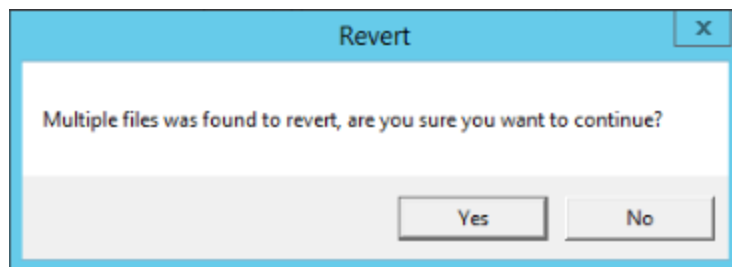 Revert
x
Multiple files was found to revert, are you sure you want to continue?
Yes No